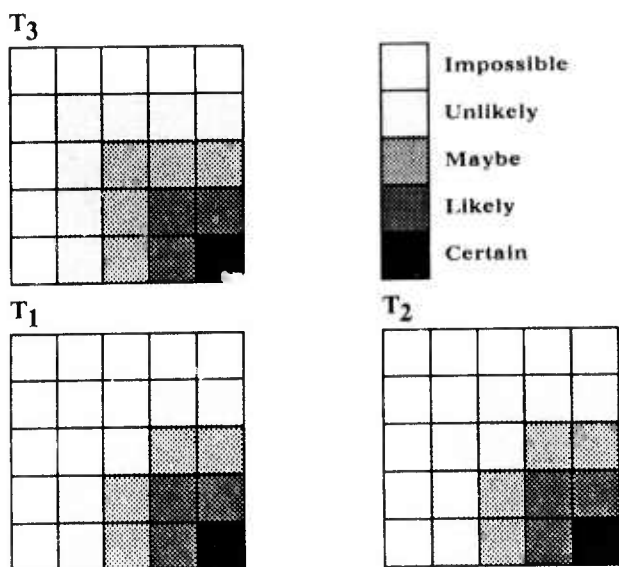 T3
Impossible
Unlikely
Maybe
Likely
Certain
T1
T2